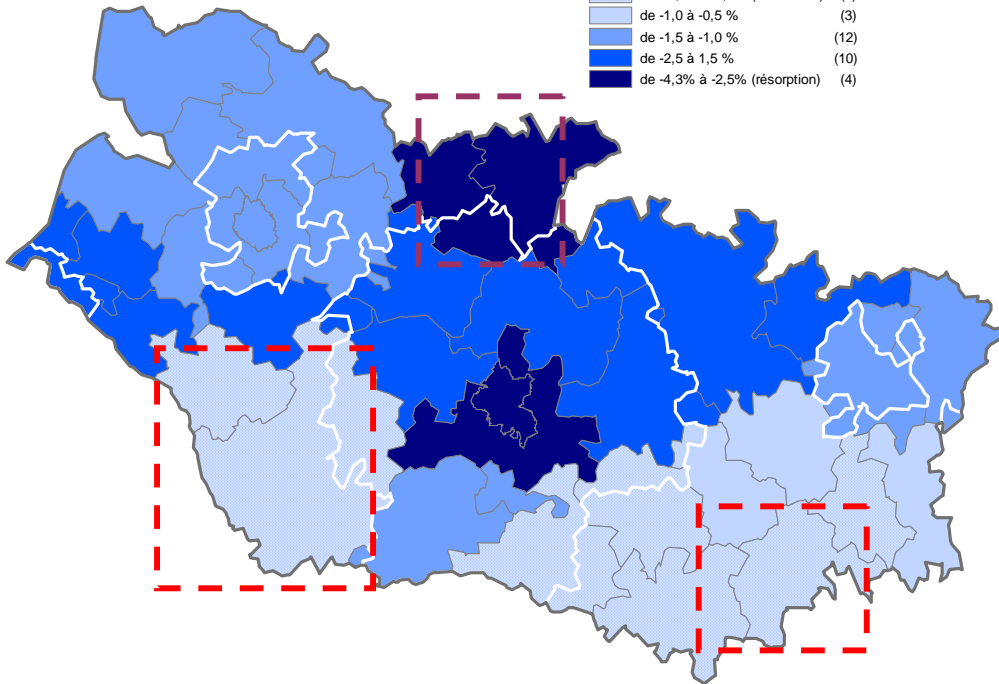 de -1,0 à -0,5 % (3)
de -1,5 à -1,0 % (12)
de -2,5 à 1,5 % (10)
de -4,3% à -2,5% (résorption) (4)